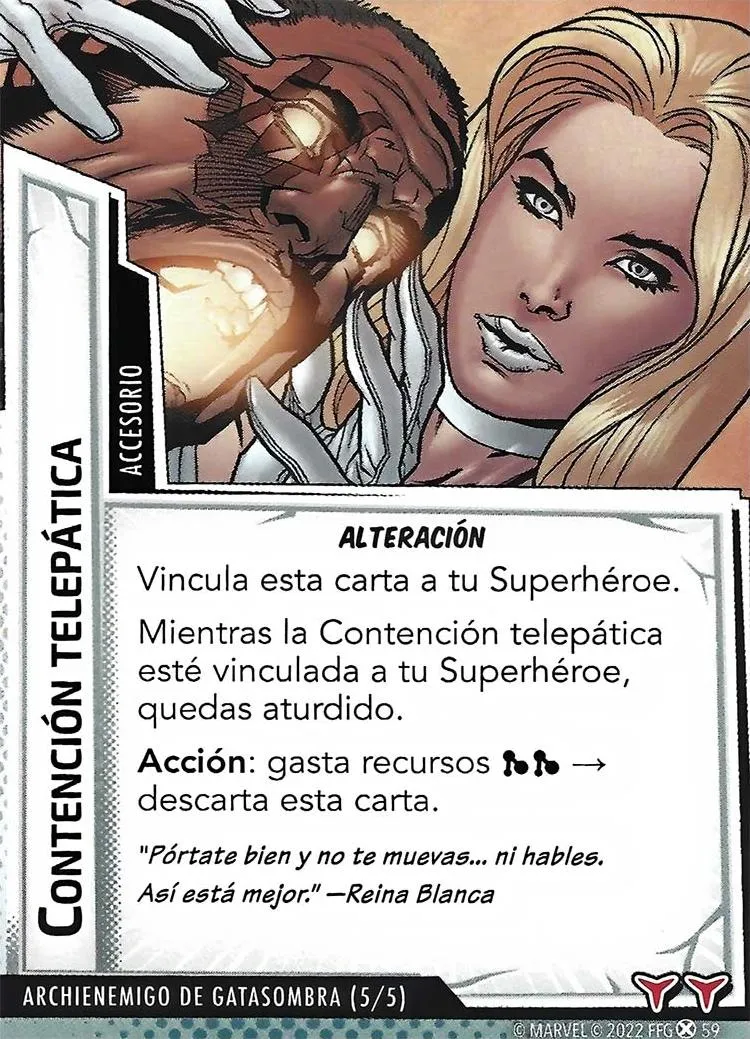 ACCESORIO
CONTENCIÓN TELEPÁTICA
ALTERACIÓN
Vincula esta carta a tu Superhéroe.
Mientras la Contención telepática
esté vinculada a tu Superhéroe,
quedas aturdido.
Acción: gasta recursos →
descarta esta carta.
"Pórtate bien y no te muevas... ni hables.
Así está mejor." —Reina Blanca
ARCHIENEMIGO DE GATASOMBRA (5/5)
© MARVEL © 2022 FFG 59